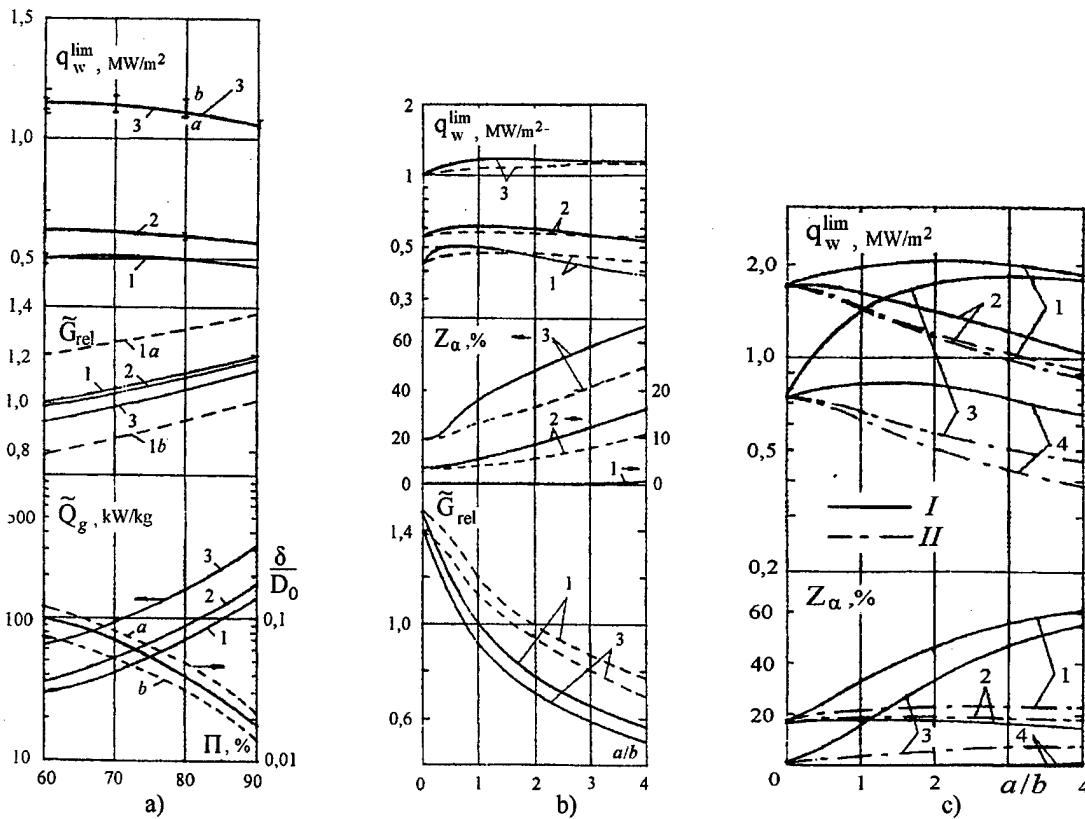 1,5
q_w^lim , MW/m²
b
3
3
a
1,0
2
0,5
1
1,4
G̃_rel
1,2
1a
1
2
1,0
3
0,8
1b
Q̃_g , kW/kg
500
3
δ/D₀
2
100
0,1
a
1
b
10
Π, %
0,01
60 70 80 90
a)
2
q_w^lim , MW/m²-
1
3
2
0,5
1
0,3
Z_α ,%
60
3
40
20
20
2
10
1
0
0
G̃_rel
1,4
1
1,0
3
0,6
a/b
0 1 2 3 4
b)
q_w^lim , MW/m²
2,0
2
1
1,0
3
4
0,5
I
II
0,2
Z_α ,%
60
40
1
2
20
3
4
0
0 1 2 a/b 4
c)